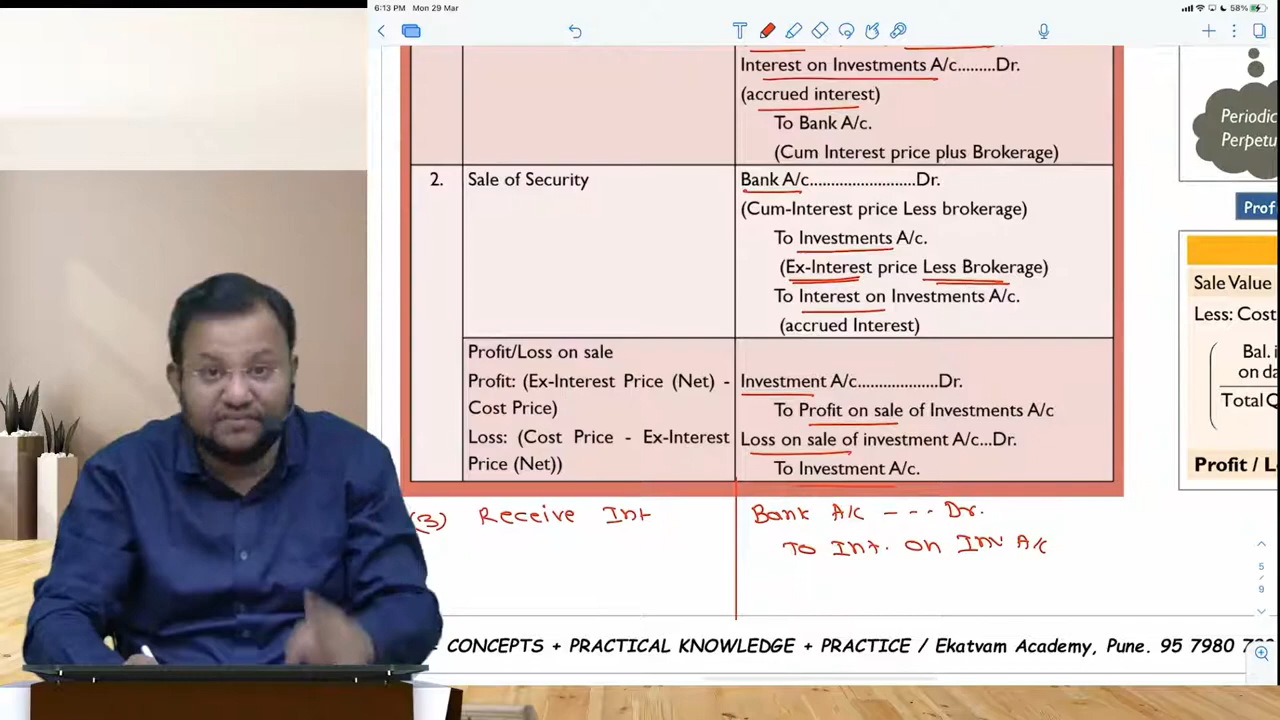 6:13 PM Mon 29 Mar
58%
Interest on Investments A/c.........Dr.
(accrued interest)
To Bank A/c.
(Cum Interest price plus Brokerage)
2.
Sale of Security
Bank A/c.........................Dr.
(Cum-Interest price Less brokerage)
To Investments A/c.
(Ex-Interest price Less Brokerage)
To Interest on Investments A/c.
(accrued Interest)
Profit/Loss on sale
Profit: (Ex-Interest Price (Net) -
Cost Price)
Loss: (Cost Price - Ex-Interest
Price (Net))
Investment A/c...................Dr.
To Profit on sale of Investments A/c
Loss on sale of investment A/c...Dr.
To Investment A/c.
(3) Receive Int
Bank A/c - - - Dr.
To Int. on Inv A/c
Periodic
Prof
Sale Value
Less: Cost
Bal. i
on da
Total C
Profit / L
5
/
9
CONCEPTS + PRACTICAL KNOWLEDGE + PRACTICE / Ekatvam Academy, Pune. 95 7980 7